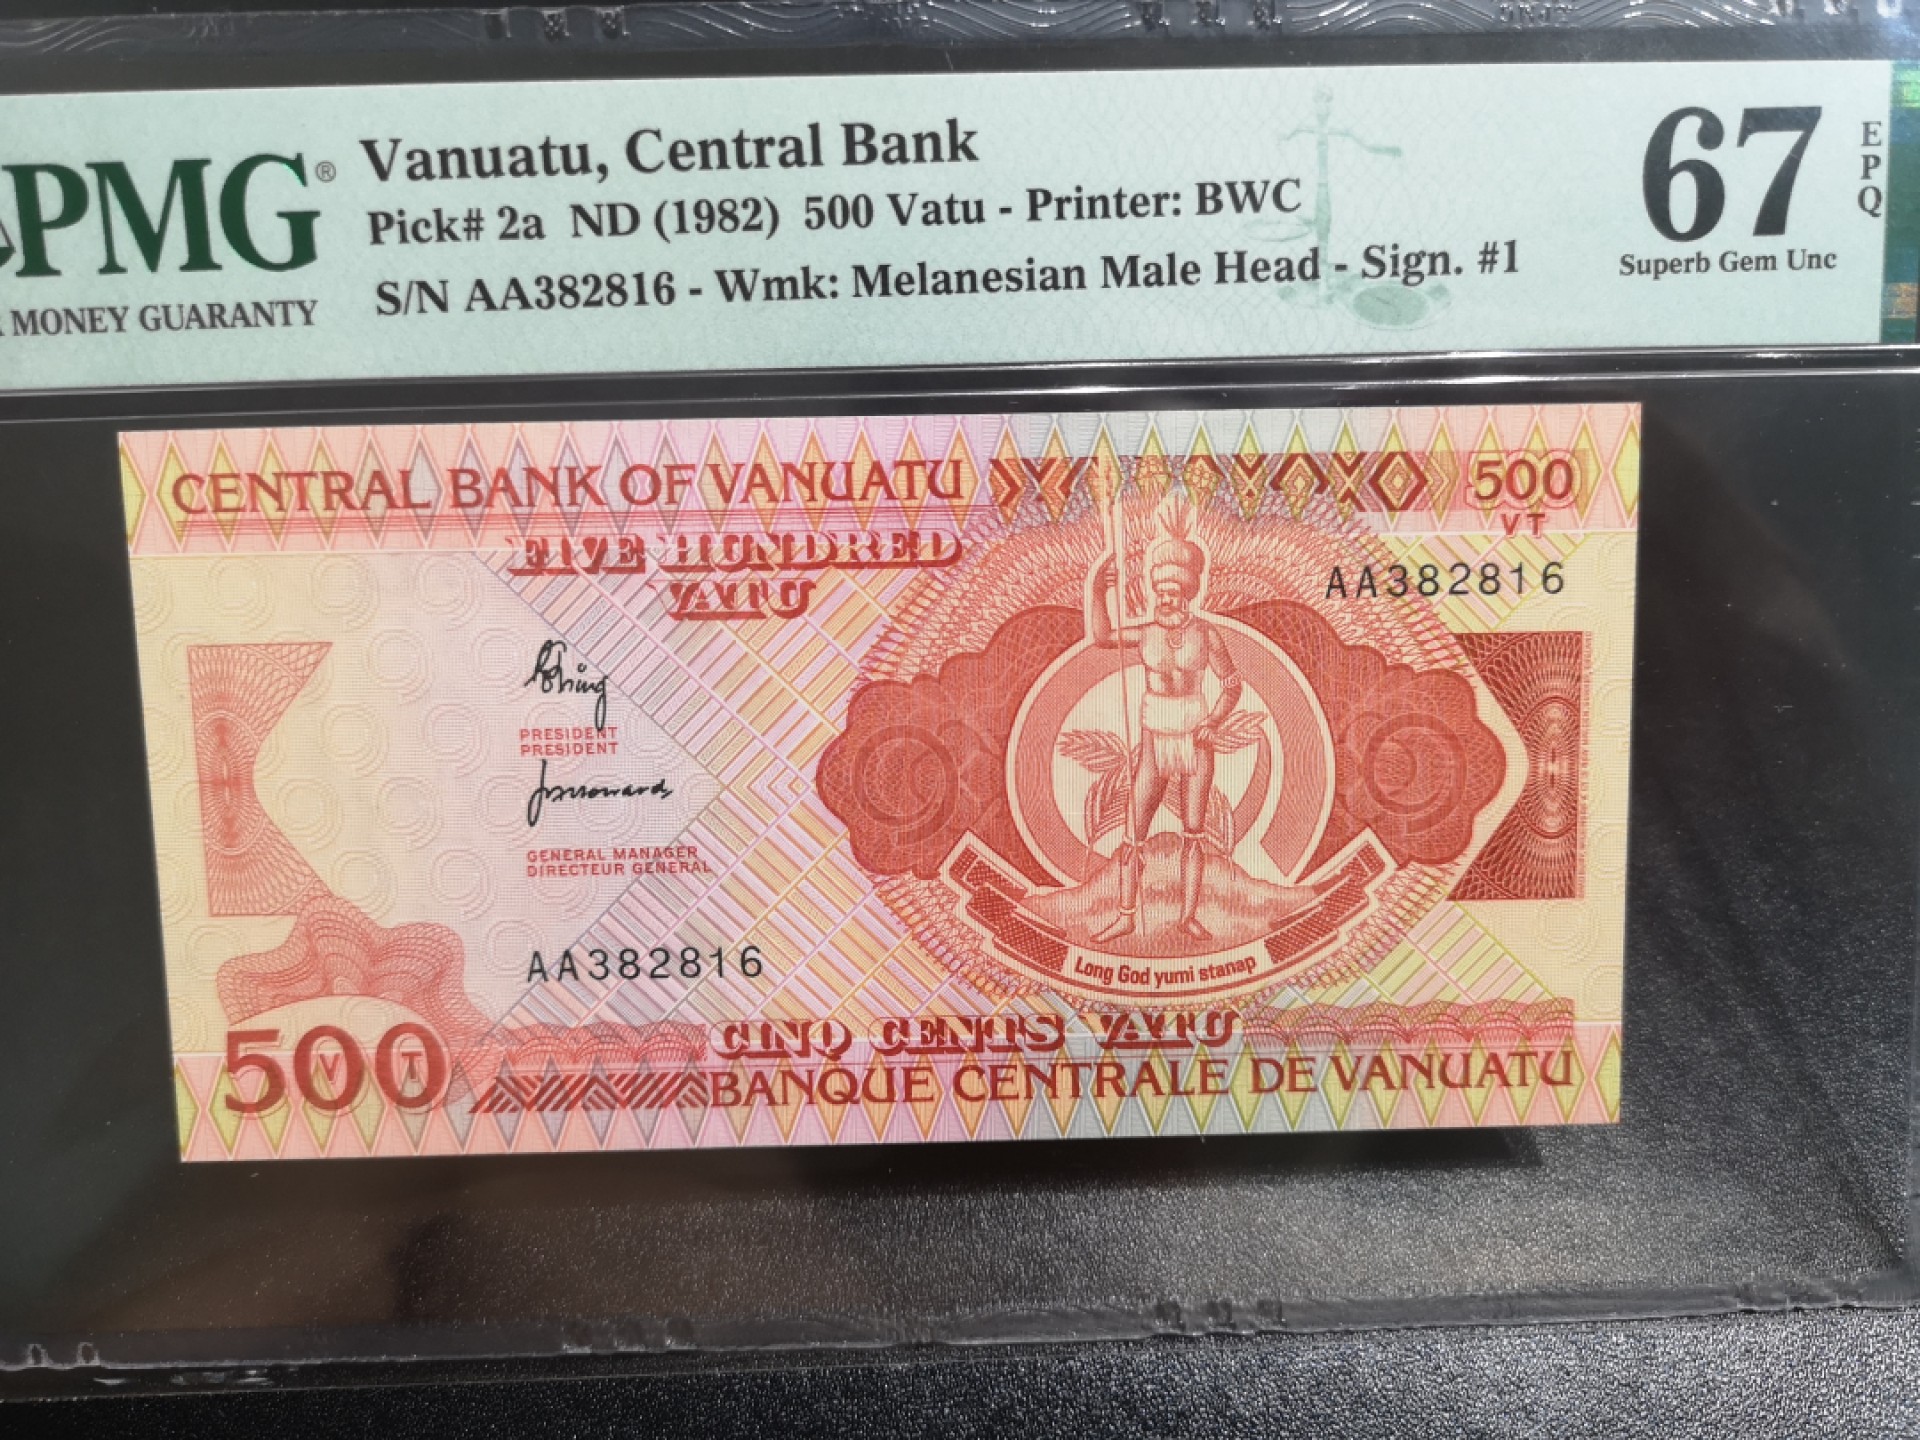 PMG®
MONEY GUARANTY
Vanuatu, Central Bank
Pick# 2a ND (1982) 500 Vatu - Printer: BWC
S/N AA382816 - Wmk: Melanesian Male Head - Sign. #1
67
EPQ
Superb Gem Unc
CENTRAL BANK OF VANUATU
500
VT
FIVE HUNDRED
VATU
AA382816
PRESIDENT
PRESIDENT
GENERAL MANAGER
DIRECTEUR GENERAL
AA382816
Long God yumi stanap
500
V T
CINQ CENTS VATU
BANQUE CENTRALE DE VANUATU